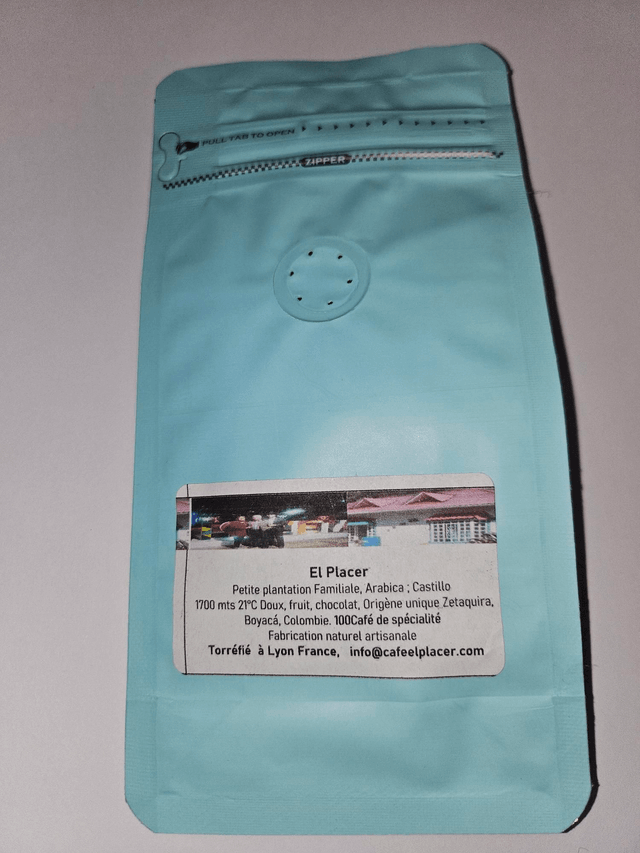 PULL TAB TO OPEN
ZIPPER
El Placer
Petite plantation Familiale, Arabica ; Castillo
1700 mts 21°C Doux, fruit, chocolat, Origène unique Zetaquira,
Boyacá, Colombie. 100Café de spécialité
Fabrication naturel artisanale
Torréfié à Lyon France, info@cafeelplacer.com